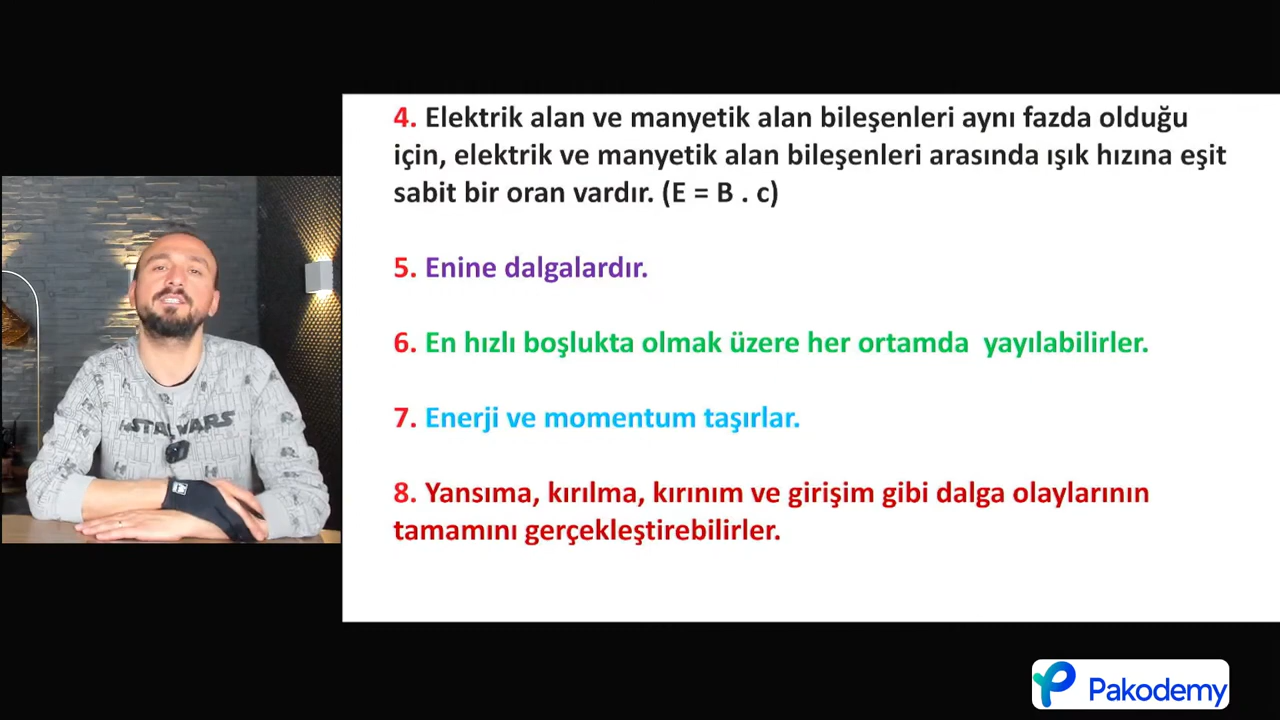 4. Elektrik alan ve manyetik alan bileşenleri aynı fazda olduğu
için, elektrik ve manyetik alan bileşenleri arasında ışık hızına eşit
sabit bir oran vardır. (E = B . c)
5. Enine dalgalardır.
6. En hızlı boşlukta olmak üzere her ortamda yayılabilirler.
7. Enerji ve momentum taşırlar.
8. Yansıma, kırılma, kırınım ve girişim gibi dalga olaylarının
tamamını gerçekleştirebilirler.
STAR WARS
Pakodemy